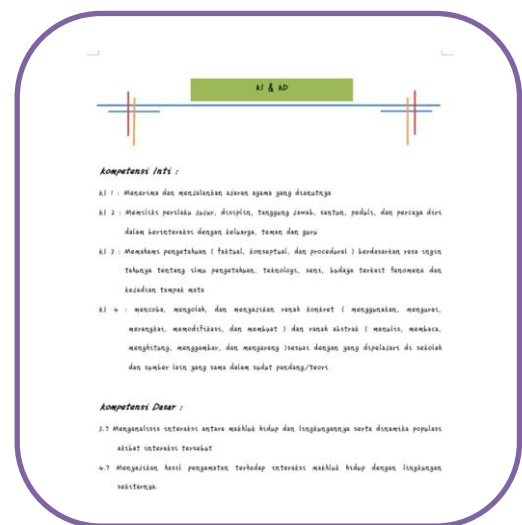 KI & KD
Kompetensi Inti :
KI 1 : Menerima dan menjalankan ajaran agama yang dianutnya
KI 2 : Memiliki perilaku jujur, disiplin, tanggung jawab, santun, peduli, dan percaya diri
dalam berinteraksi dengan keluarga, teman dan guru
KI 3 : Memahami pengetahuan ( faktual, konseptual, dan procedural ) berdasarkan rasa ingin
tahunya tentang ilmu pengetahuan, teknologi, seni, budaya terkait fenomena dan
kejadian tampak mata
KI 4 : mencoba, mengolah, dan menyajikan ranah konkret ( menggunakan, mengurai,
merangkai, memodifikasi, dan membuat ) dan ranah abstrak ( menulis, membaca,
menghitung, menggambar, dan mengarang )sesuai dengan yang dipelajari di sekolah
dan sumber lain yang sama dalam sudut pandang/teori
Kompetensi Dasar :
3.7 Menganalisis interaksi antara makhluk hidup dan lingkungannya serta dinamika populasi
akibat interaksi tersebut
4.7 Menyajikan hasil pengamatan terhadap interaksi makhluk hidup dengan lingkungan
sekitarnya.